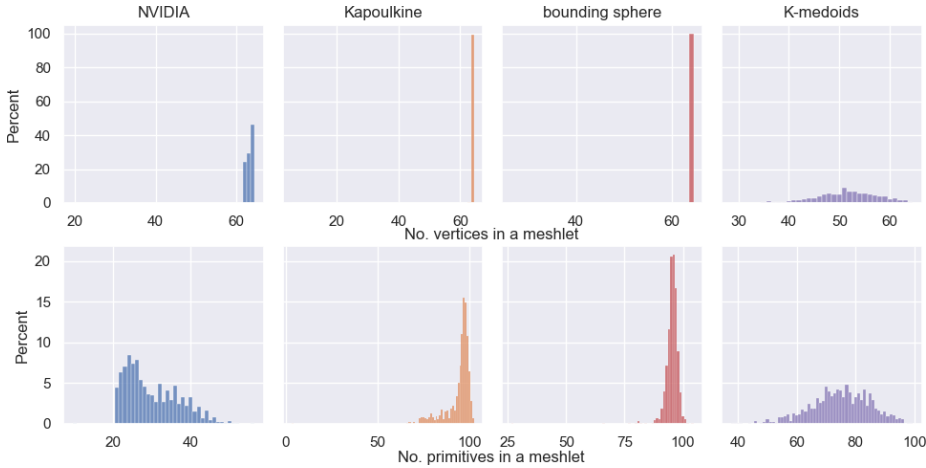 NVIDIA Kapoulkine bounding sphere K-medoids
Percent
100
80
60
40
20
0
20 40 60 20 40 60 40 60 30 40 50 60
No. vertices in a meshlet
Percent
20
15
10
5
0
20 40 0 50 100 25 50 75 100 40 60 80 100
No. primitives in a meshlet